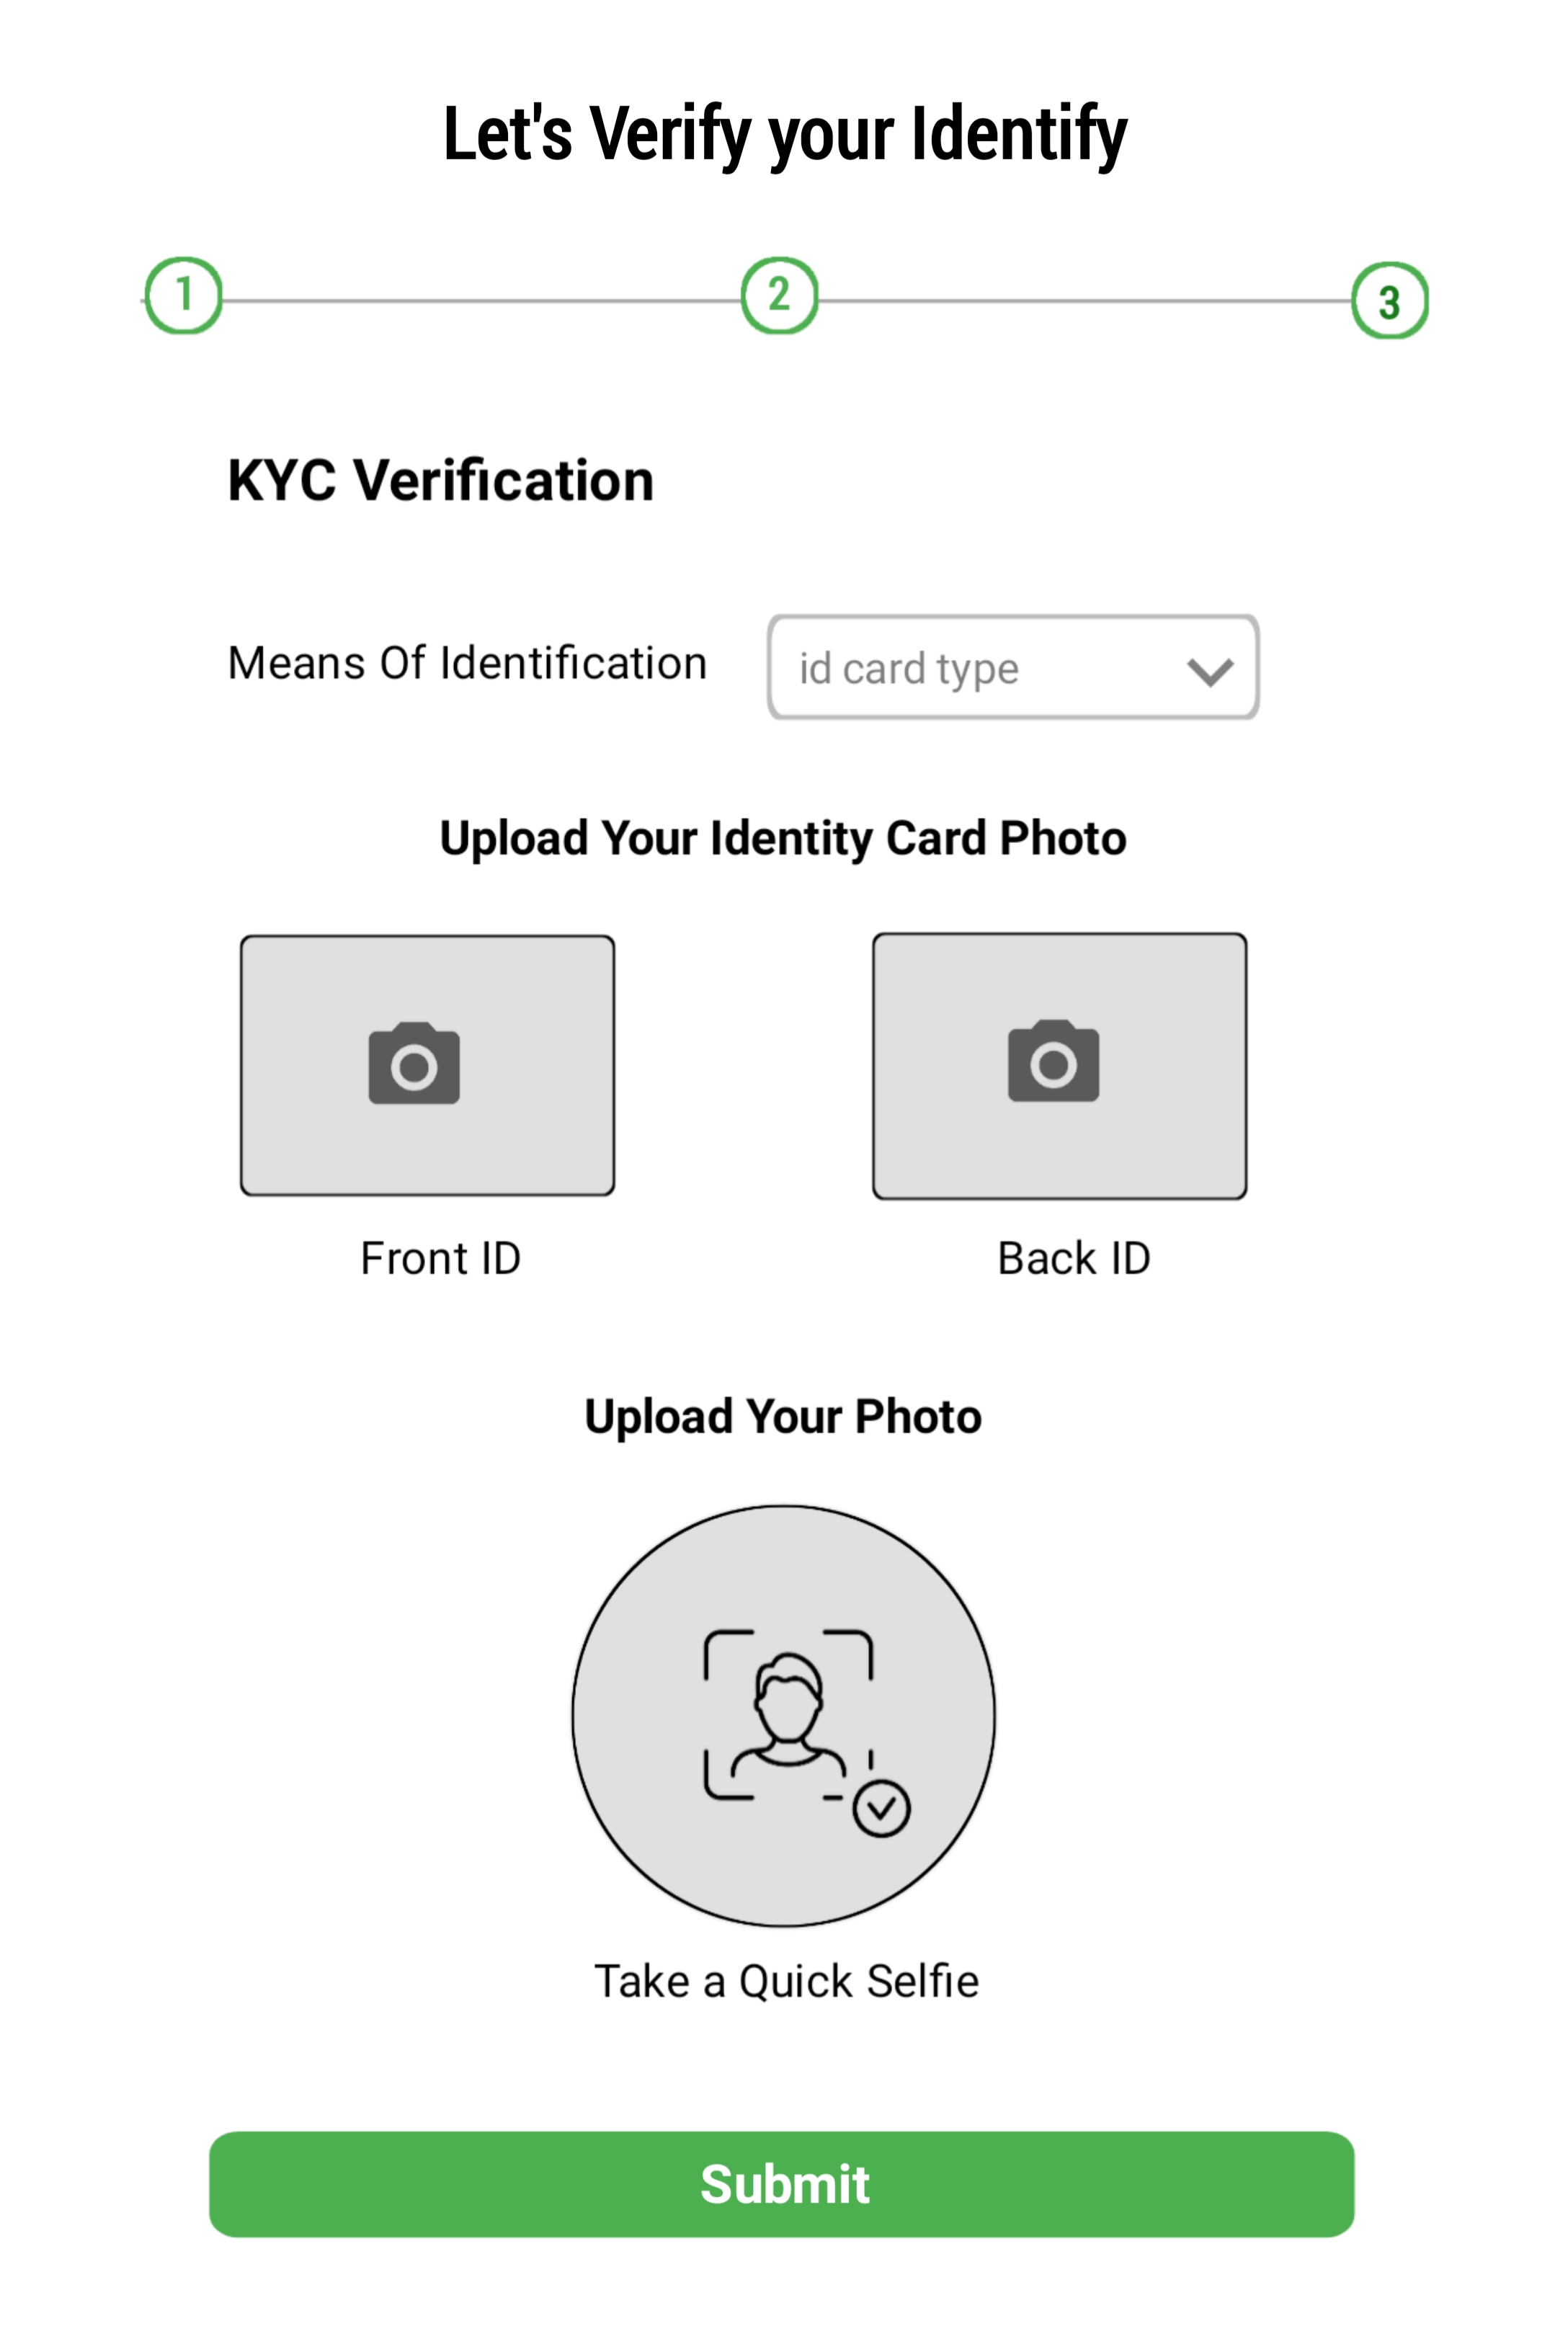 Let's Verify your Identify
1 2 3
KYC Verification
Means Of Identification id card type
Upload Your Identity Card Photo
Front ID Back ID
Upload Your Photo
Take a Quick Selfie
Submit